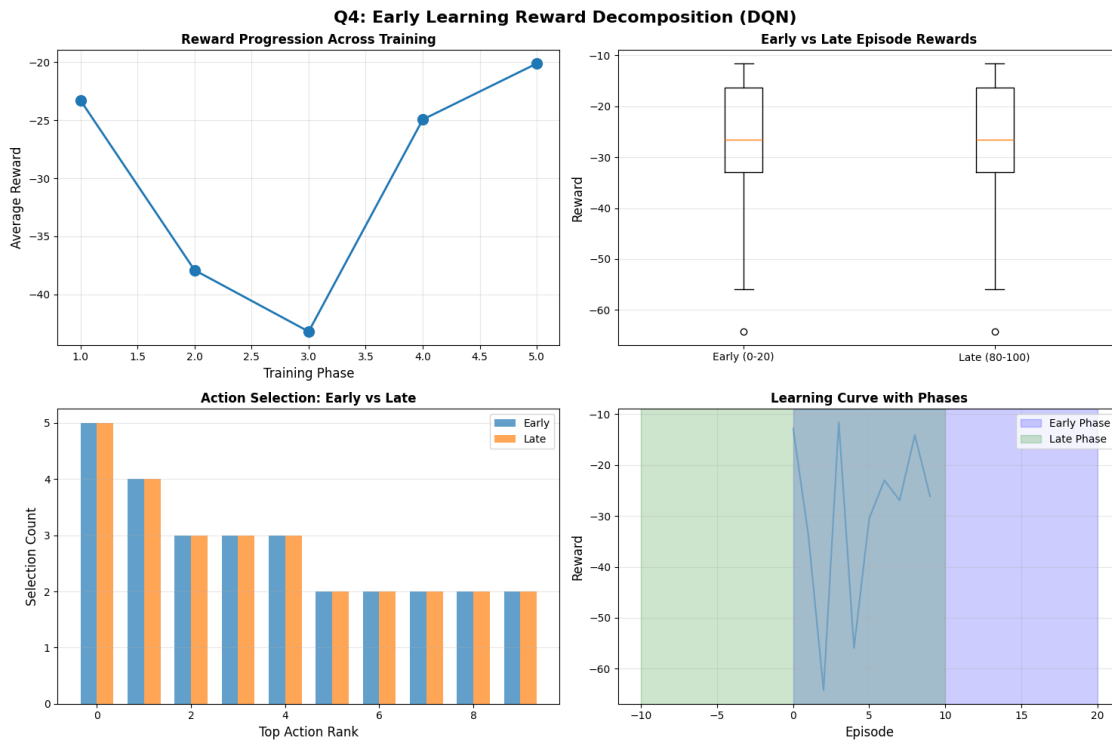 Q4: Early Learning Reward Decomposition (DQN)
Reward Progression Across Training
−20
−25
−30
−35
−40
Average Reward
1.0 1.5 2.0 2.5 3.0 3.5 4.0 4.5 5.0
Training Phase
Early vs Late Episode Rewards
−10
−20
−30
−40
−50
−60
Reward
Early (0-20) Late (80-100)
Action Selection: Early vs Late
Early
Late
5
4
3
2
1
0
Selection Count
0 2 4 6 8
Top Action Rank
Learning Curve with Phases
Early Phase
Late Phase
−10
−20
−30
−40
−50
−60
Reward
−10 −5 0 5 10 15 20
Episode